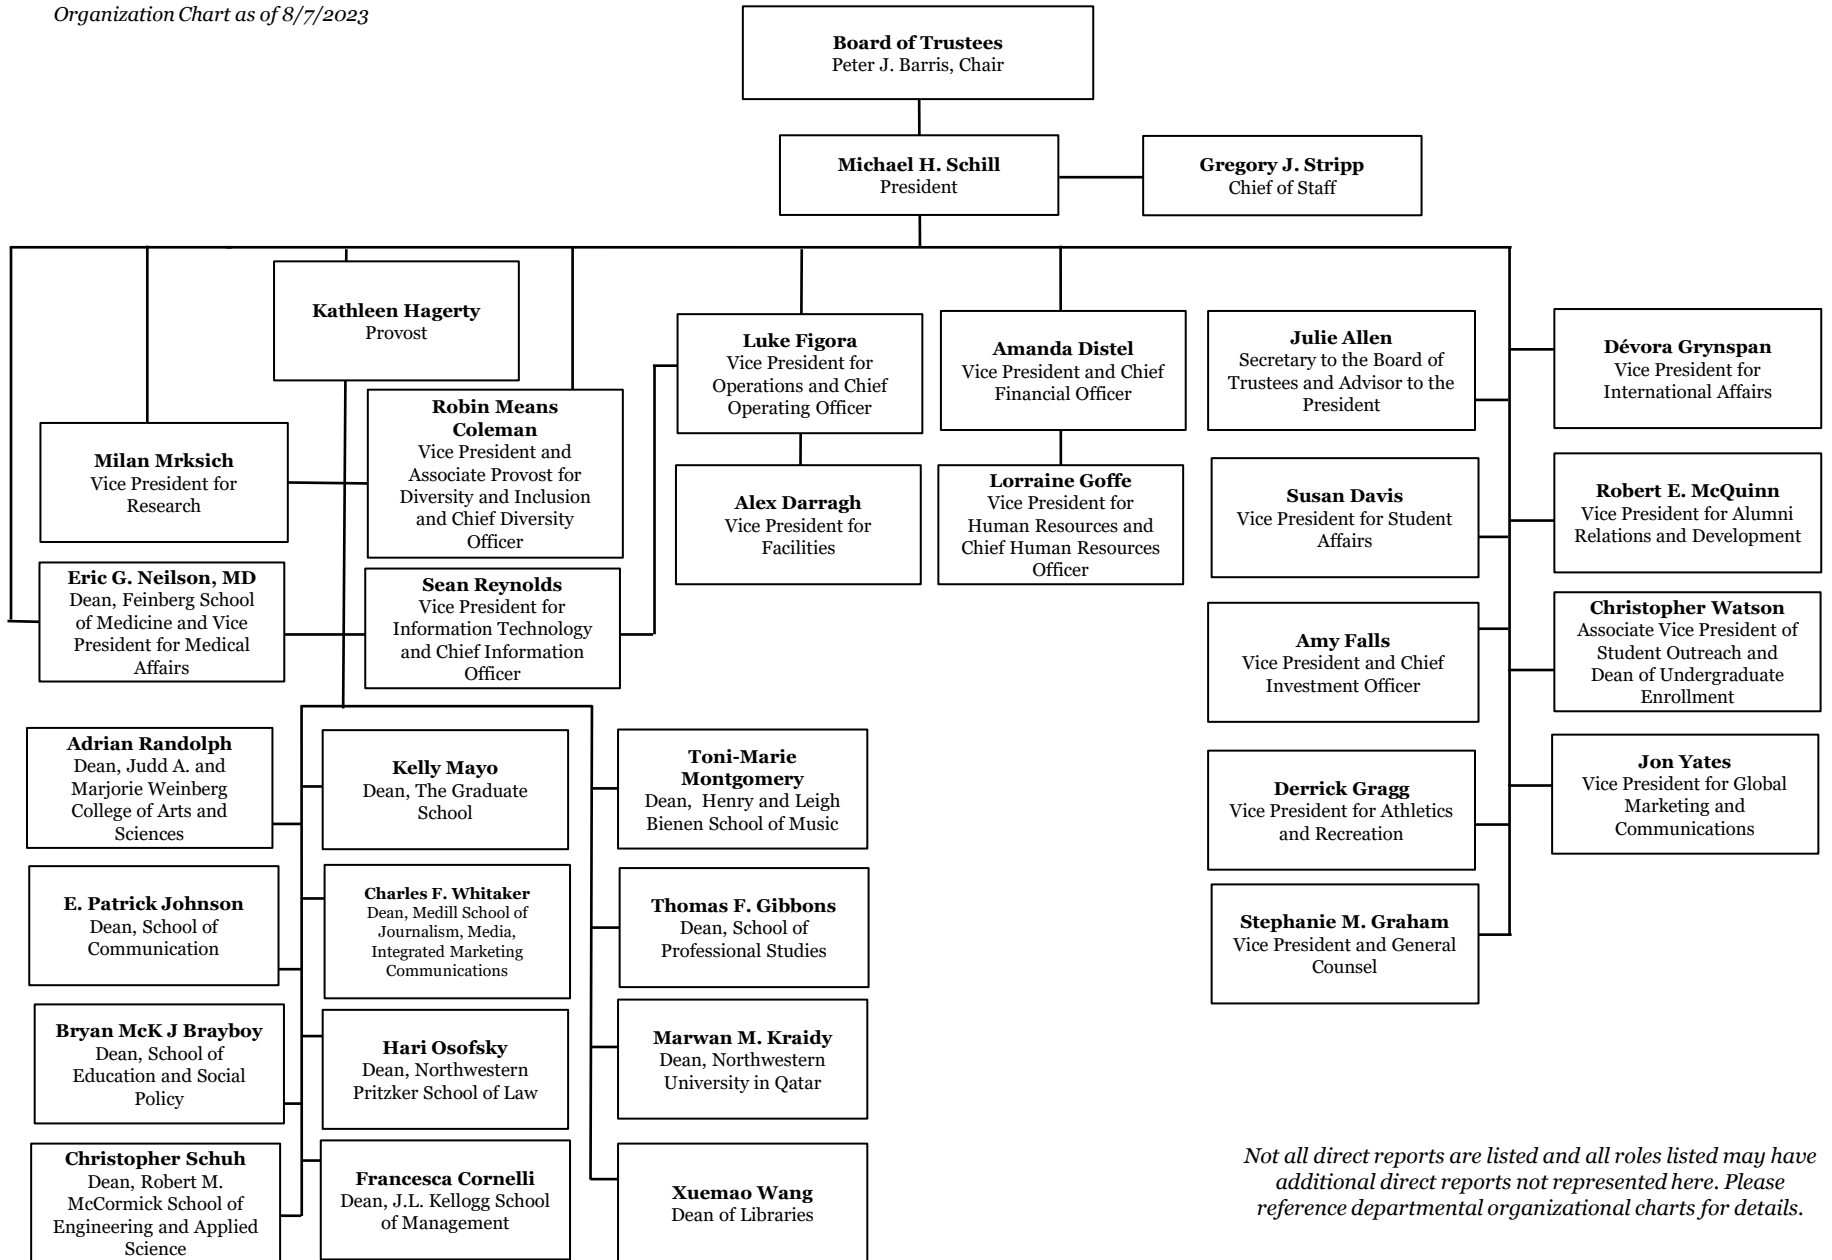 Organization Chart as of 8/7/2023
Board of Trustees
Peter J. Barris, Chair
Michael H. Schill
President
Gregory J. Stripp
Chief of Staff
Kathleen Hagerty
Provost
Luke Figora
Vice President for
Operations and Chief
Operating Officer
Amanda Distel
Vice President and Chief
Financial Officer
Julie Allen
Secretary to the Board of
Trustees and Advisor to the
President
Dévora Grynspan
Vice President for
International Affairs
Milan Mrksich
Vice President for
Research
Robin Means
Coleman
Vice President and
Associate Provost for
Diversity and Inclusion
and Chief Diversity
Officer
Alex Darragh
Vice President for
Facilities
Lorraine Goffe
Vice President for
Human Resources and
Chief Human Resources
Officer
Susan Davis
Vice President for Student
Affairs
Robert E. McQuinn
Vice President for Alumni
Relations and Development
Eric G. Neilson, MD
Dean, Feinberg School
of Medicine and Vice
President for Medical
Affairs
Sean Reynolds
Vice President for
Information Technology
and Chief Information
Officer
Amy Falls
Vice President and Chief
Investment Officer
Christopher Watson
Associate Vice President of
Student Outreach and
Dean of Undergraduate
Enrollment
Adrian Randolph
Dean, Judd A. and
Marjorie Weinberg
College of Arts and
Sciences
Kelly Mayo
Dean, The Graduate
School
Toni-Marie
Montgomery
Dean, Henry and Leigh
Bienen School of Music
Derrick Gragg
Vice President for Athletics
and Recreation
Jon Yates
Vice President for Global
Marketing and
Communications
E. Patrick Johnson
Dean, School of
Communication
Charles F. Whitaker
Dean, Medill School of
Journalism, Media,
Integrated Marketing
Communications
Thomas F. Gibbons
Dean, School of
Professional Studies
Stephanie M. Graham
Vice President and General
Counsel
Bryan McK J Brayboy
Dean, School of
Education and Social
Policy
Hari Osofsky
Dean, Northwestern
Pritzker School of Law
Marwan M. Kraidy
Dean, Northwestern
University in Qatar
Christopher Schuh
Dean, Robert M.
McCormick School of
Engineering and Applied
Science
Francesca Cornelli
Dean, J.L. Kellogg School
of Management
Xuemao Wang
Dean of Libraries
Not all direct reports are listed and all roles listed may have
additional direct reports not represented here. Please
reference departmental organizational charts for details.